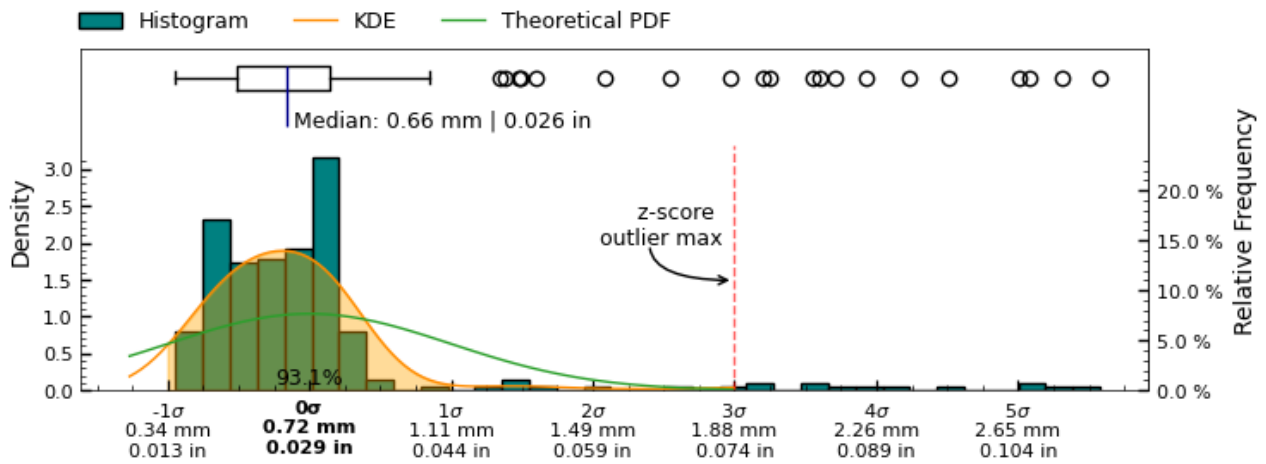 Histogram KDE Theoretical PDF
Median: 0.66 mm | 0.026 in
Density
3.0
2.5
2.0
1.5
1.0
0.5
0.0
z-score
outlier max
93.1%
20.0 %
15.0 %
10.0 %
5.0 %
0.0 %
Relative Frequency
-1σ 0σ 1σ 2σ 3σ 4σ 5σ
0.34 mm 0.72 mm 1.11 mm 1.49 mm 1.88 mm 2.26 mm 2.65 mm
0.013 in 0.029 in 0.044 in 0.059 in 0.074 in 0.089 in 0.104 in